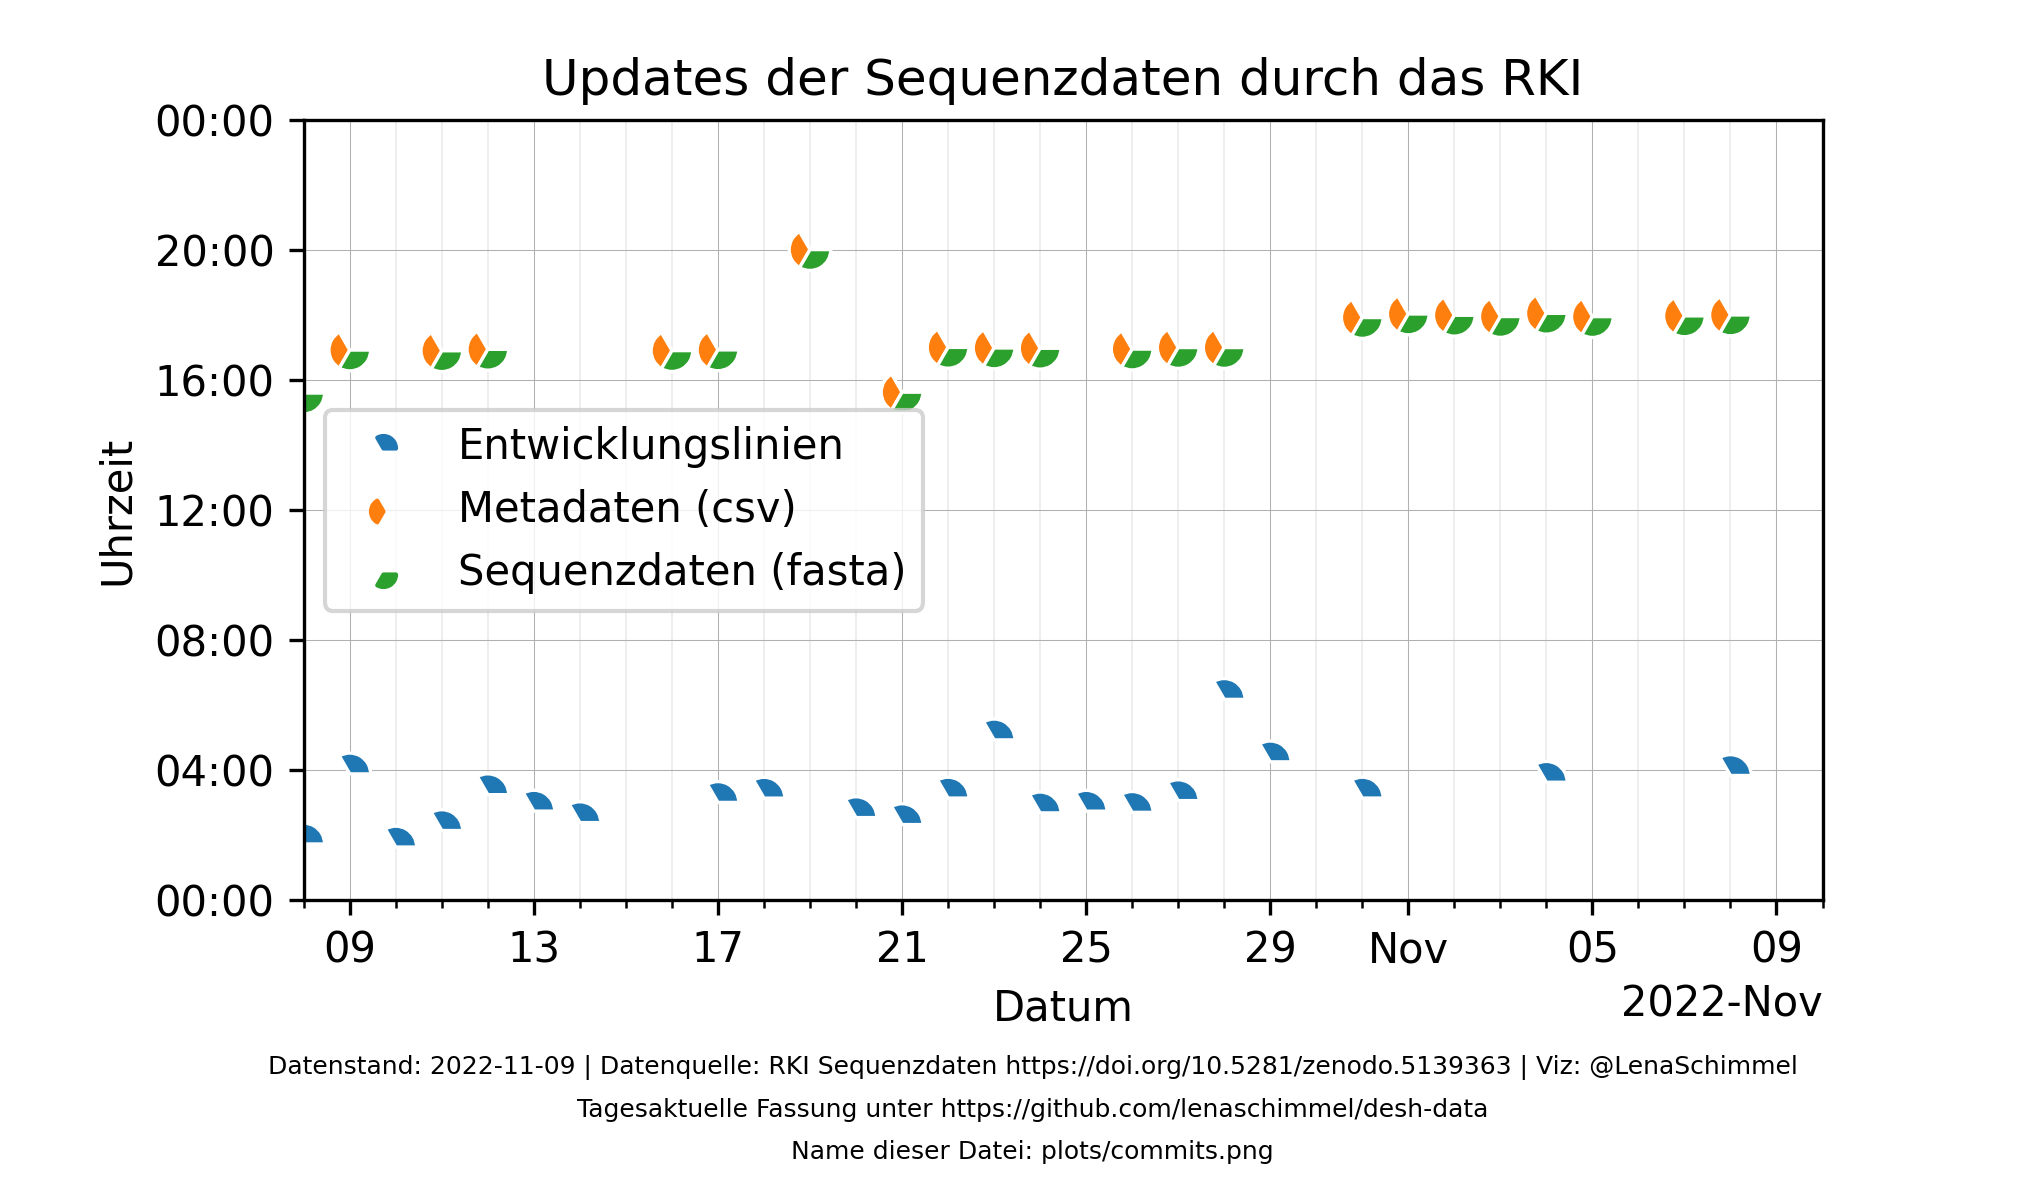 Updates der Sequenzdaten durch das RKI
00:00
20:00
16:00
12:00
08:00
04:00
00:00
Uhrzeit
Entwicklungslinien
Metadaten (csv)
Sequenzdaten (fasta)
09 13 17 21 25 29 Nov 05 09
Datum
2022-Nov
Datenstand: 2022-11-09 | Datenquelle: RKI Sequenzdaten https://doi.org/10.5281/zenodo.5139363 | Viz: @LenaSchimmel
Tagesaktuelle Fassung unter https://github.com/lenaschimmel/desh-data
Name dieser Datei: plots/commits.png